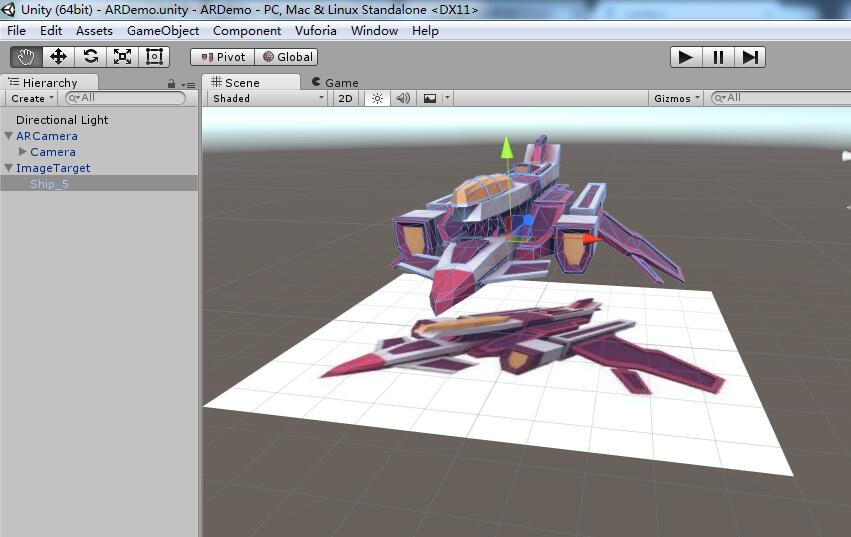 Unity (64bit) - ARDemo.unity - ARDemo - PC, Mac & Linux Standalone <DX11>
File Edit Assets GameObject Component Vuforia Window Help
Pivot Global
Hierarchy Scene Game
Create All Shaded 2D Gizmos All
Directional Light
ARCamera
Camera
ImageTarget
Ship_5